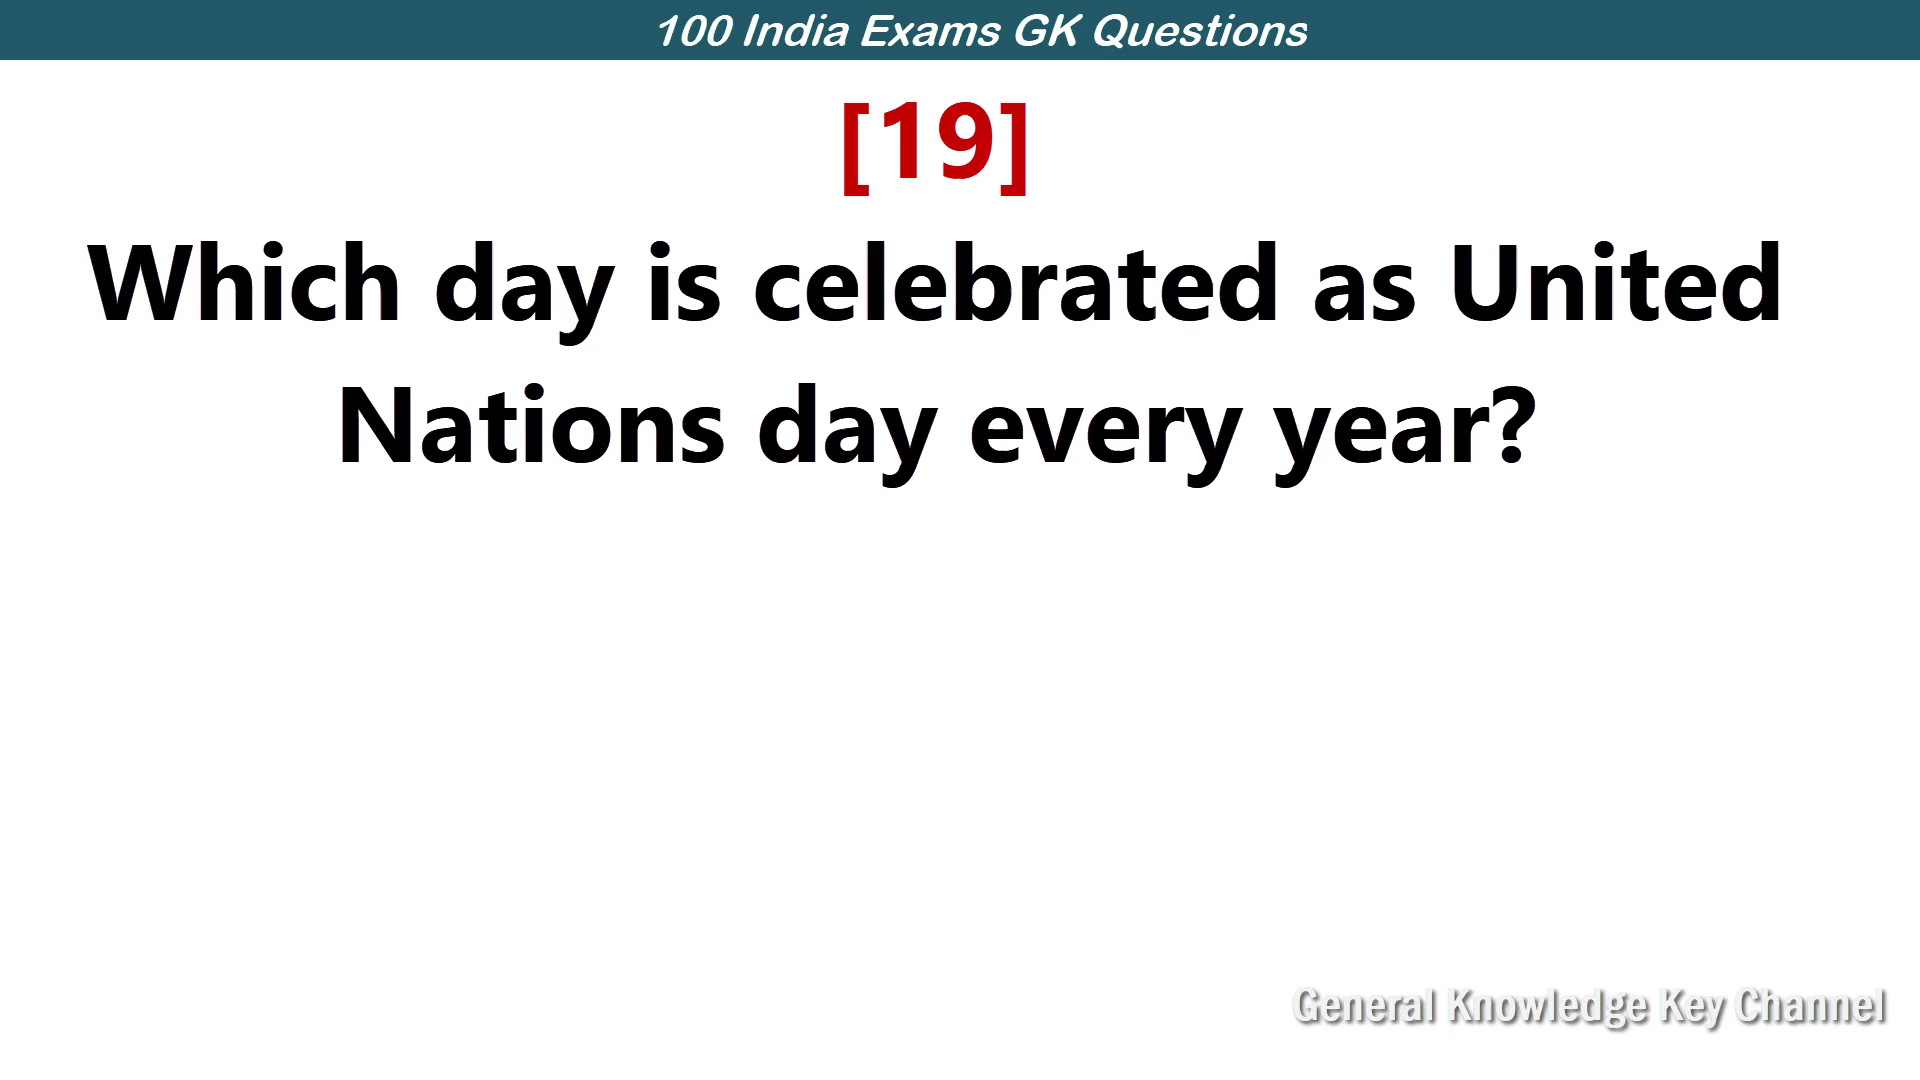 100 India Exams GK Questions
[19]
Which day is celebrated as United
Nations day every year?
General Knowledge Key Channel